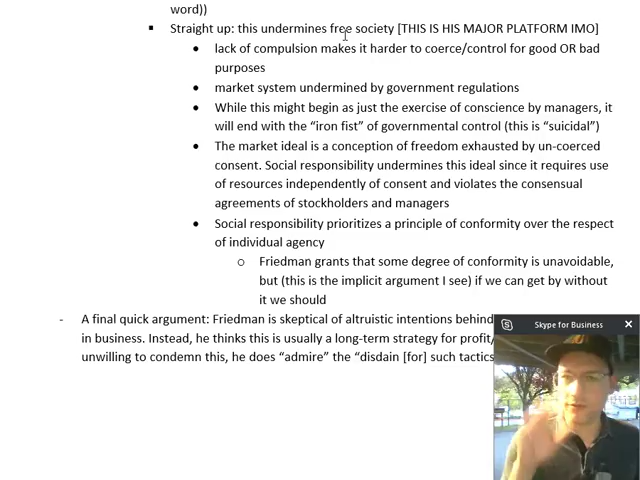 word))
▪ Straight up: this undermines free society [THIS IS HIS MAJOR PLATFORM IMO]
• lack of compulsion makes it harder to coerce/control for good OR bad
purposes
• market system undermined by government regulations
• While this might begin as just the exercise of conscience by managers, it
will end with the “iron fist” of governmental control (this is “suicidal”)
• The market ideal is a conception of freedom exhausted by un-coerced
consent. Social responsibility undermines this ideal since it requires use
of resources independently of consent and violates the consensual
agreements of stockholders and managers
• Social responsibility prioritizes a principle of conformity over the respect
of individual agency
o Friedman grants that some degree of conformity is unavoidable,
but (this is the implicit argument I see) if we can get by without
it we should
- A final quick argument: Friedman is skeptical of altruistic intentions behind
in business. Instead, he thinks this is usually a long-term strategy for profit/
unwilling to condemn this, he does “admire” the “disdain [for] such tactics
Skype for Business